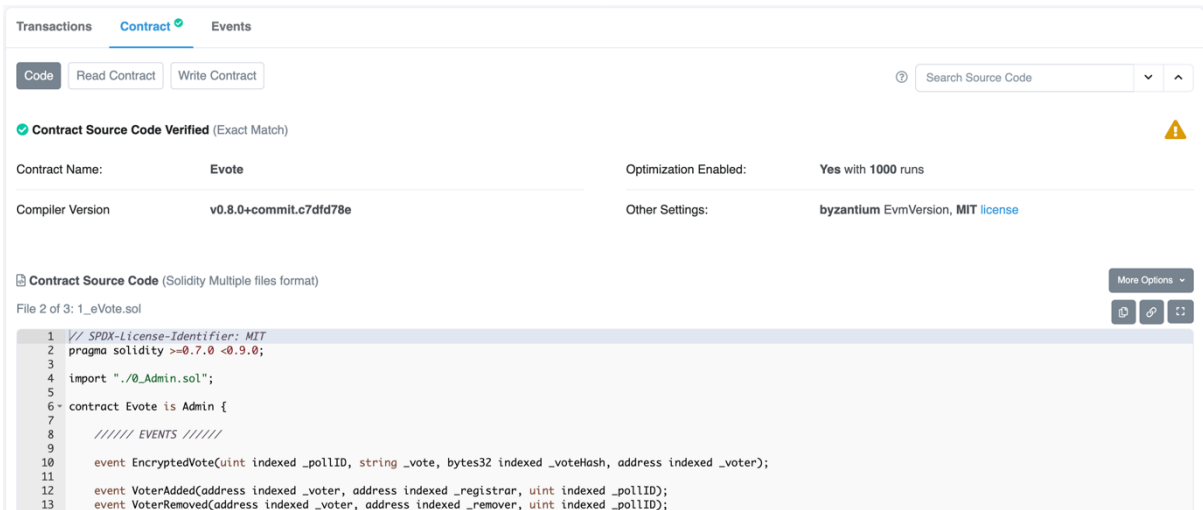 Transactions Contract Events
Code Read Contract Write Contract Search Source Code
Contract Source Code Verified (Exact Match)
Contract Name: Evote Optimization Enabled: Yes with 1000 runs
Compiler Version v0.8.0+commit.c7dfd78e Other Settings: byzantium EvmVersion, MIT license
Contract Source Code (Solidity Multiple files format) More Options
File 2 of 3: 1_eVote.sol
1 // SPDX-License-Identifier: MIT
2 pragma solidity >=0.7.0 <0.9.0;
3
4 import "./0_Admin.sol";
5
6 contract Evote is Admin {
7
8 ////// EVENTS //////
9
10 event EncryptedVote(uint indexed _pollID, string _vote, bytes32 indexed _voteHash, address indexed _voter);
11
12 event VoterAdded(address indexed _voter, address indexed _registrar, uint indexed _pollID);
13 event VoterRemoved(address indexed _voter, address indexed _remover, uint indexed _pollID);